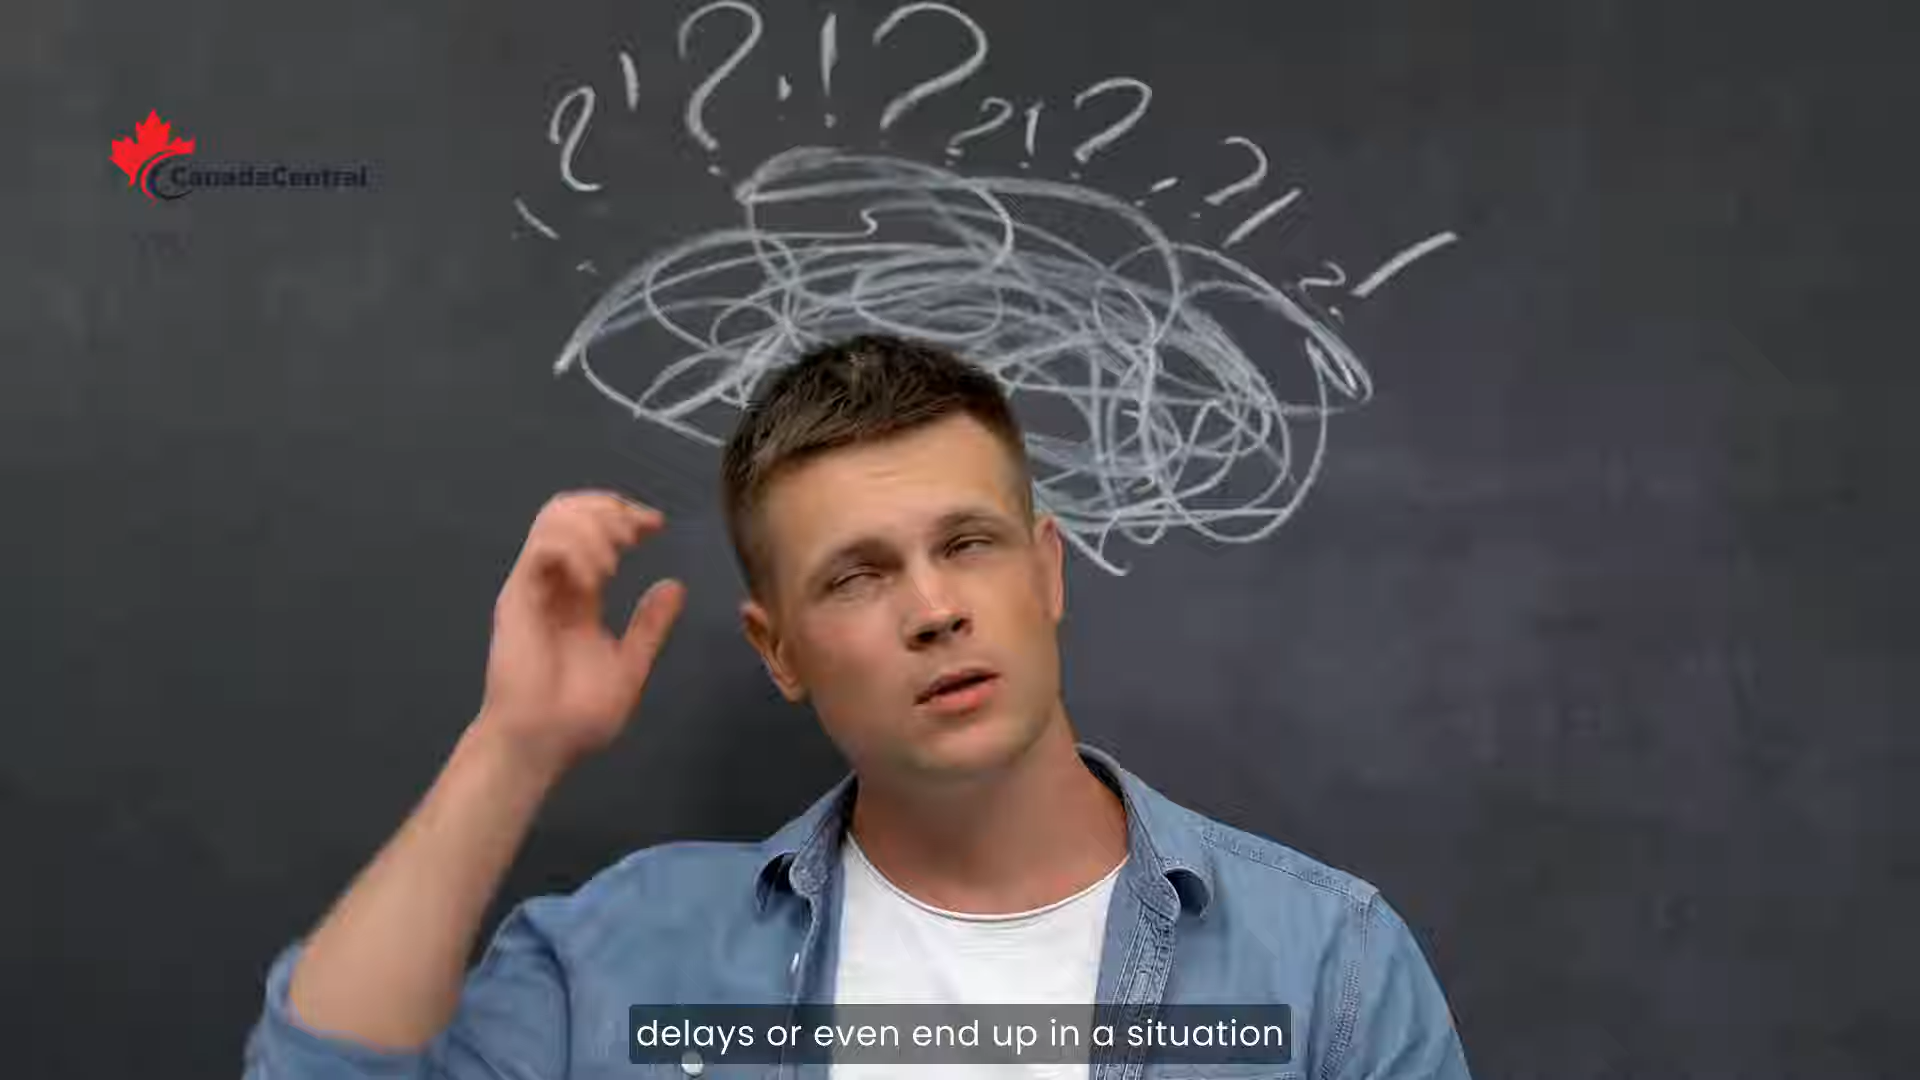 CanadaCentral
delays or even end up in a situation